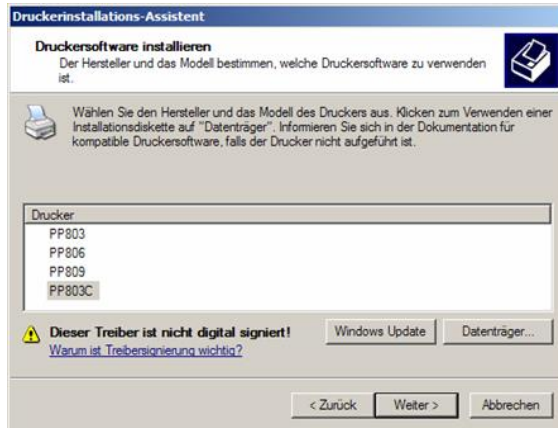 Druckerinstallations-Assistent
Druckersoftware installieren
Der Hersteller und das Modell bestimmen, welche Druckersoftware zu verwenden
ist.
Wählen Sie den Hersteller und das Modell des Druckers aus. Klicken zum Verwenden einer
Installationsdiskette auf "Datenträger". Informieren Sie sich in der Dokumentation für
kompatible Druckersoftware, falls der Drucker nicht aufgeführt ist.
Drucker
PP803
PP806
PP809
PP803C
Dieser Treiber ist nicht digital signiert!
Warum ist Treibersignierung wichtig?
Windows Update
Datenträger...
< Zurück
Weiter >
Abbrechen